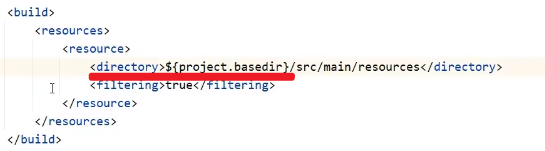 <build>
<resources>
<resource>
<directory>${project.basedir}/src/main/resources</directory>
<filtering>true</filtering>
</resource>
</resources>
</build>